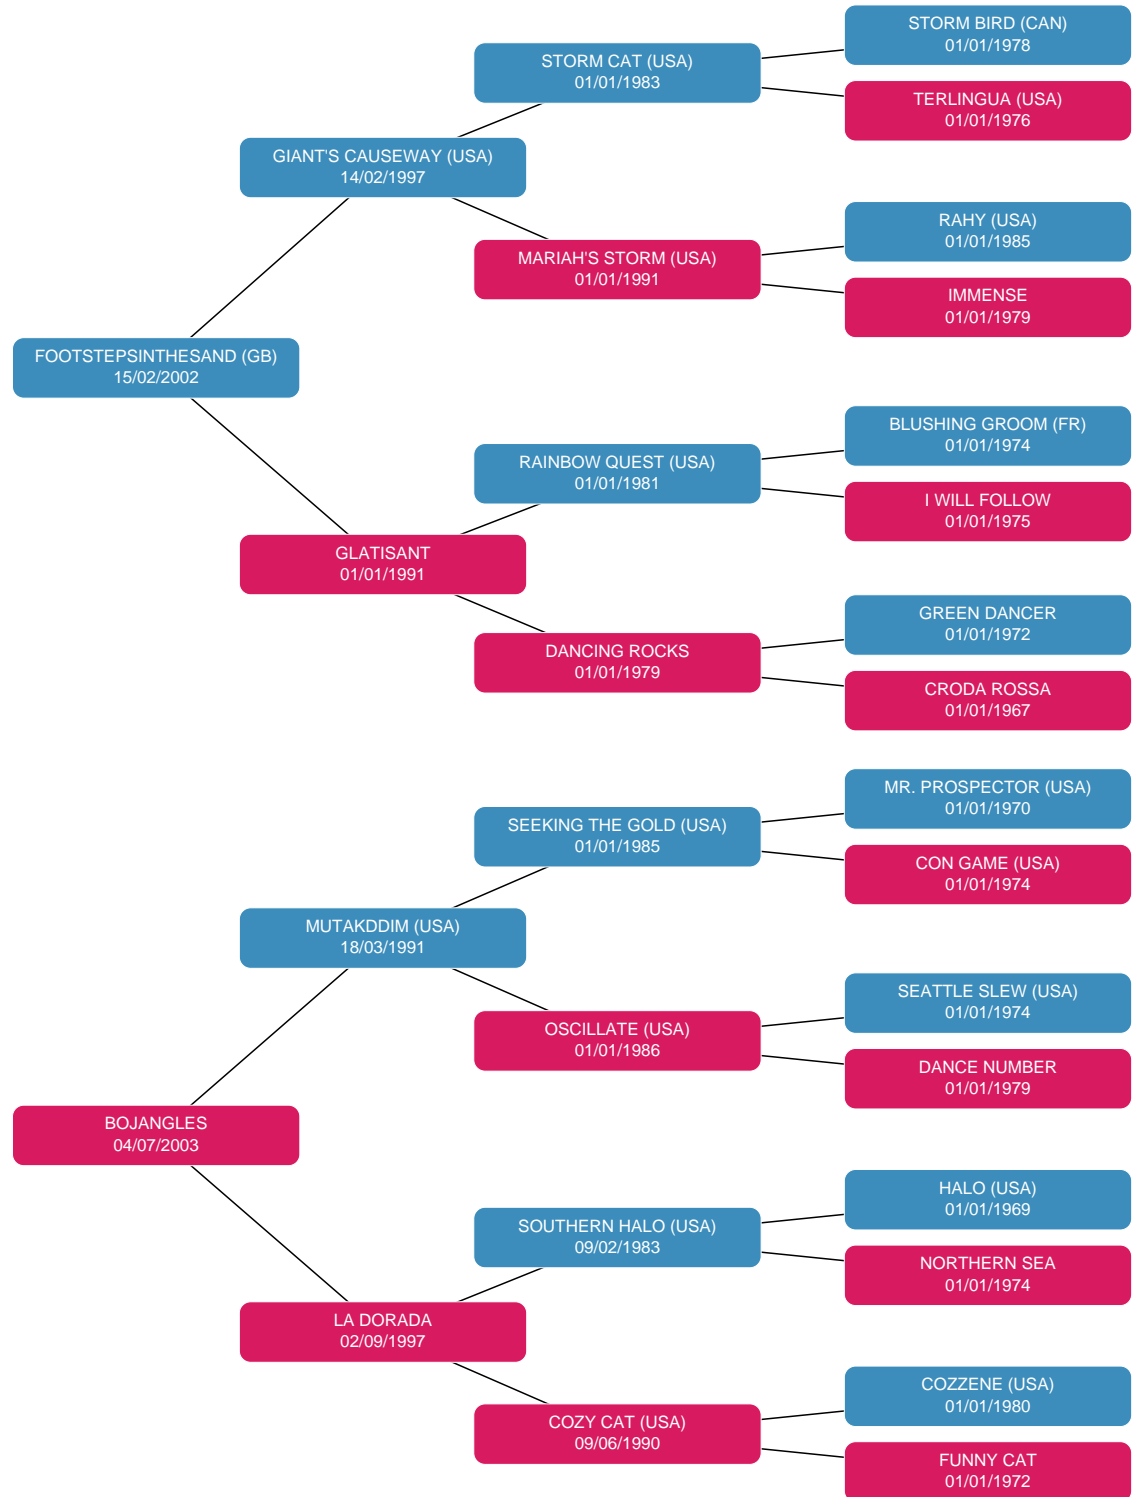 STORM BIRD (CAN)
01/01/1978
STORM CAT (USA)
01/01/1983
TERLINGUA (USA)
01/01/1976
GIANT'S CAUSEWAY (USA)
14/02/1997
RAHY (USA)
01/01/1985
MARIAH'S STORM (USA)
01/01/1991
IMMENSE
01/01/1979
FOOTSTEPSINTHESAND (GB)
15/02/2002
BLUSHING GROOM (FR)
01/01/1974
RAINBOW QUEST (USA)
01/01/1981
I WILL FOLLOW
01/01/1975
GLATISANT
01/01/1991
GREEN DANCER
01/01/1972
DANCING ROCKS
01/01/1979
CRODA ROSSA
01/01/1967
MR. PROSPECTOR (USA)
01/01/1970
SEEKING THE GOLD (USA)
01/01/1985
CON GAME (USA)
01/01/1974
MUTAKDDIM (USA)
18/03/1991
SEATTLE SLEW (USA)
01/01/1974
OSCILLATE (USA)
01/01/1986
DANCE NUMBER
01/01/1979
BOJANGLES
04/07/2003
HALO (USA)
01/01/1969
SOUTHERN HALO (USA)
09/02/1983
NORTHERN SEA
01/01/1974
LA DORADA
02/09/1997
COZZENE (USA)
01/01/1980
COZY CAT (USA)
09/06/1990
FUNNY CAT
01/01/1972